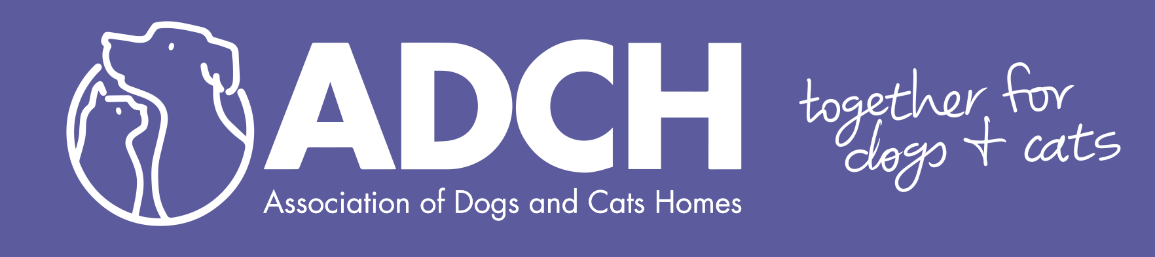 ADCH
Association of Dogs and Cats Homes
together for
dogs + cats